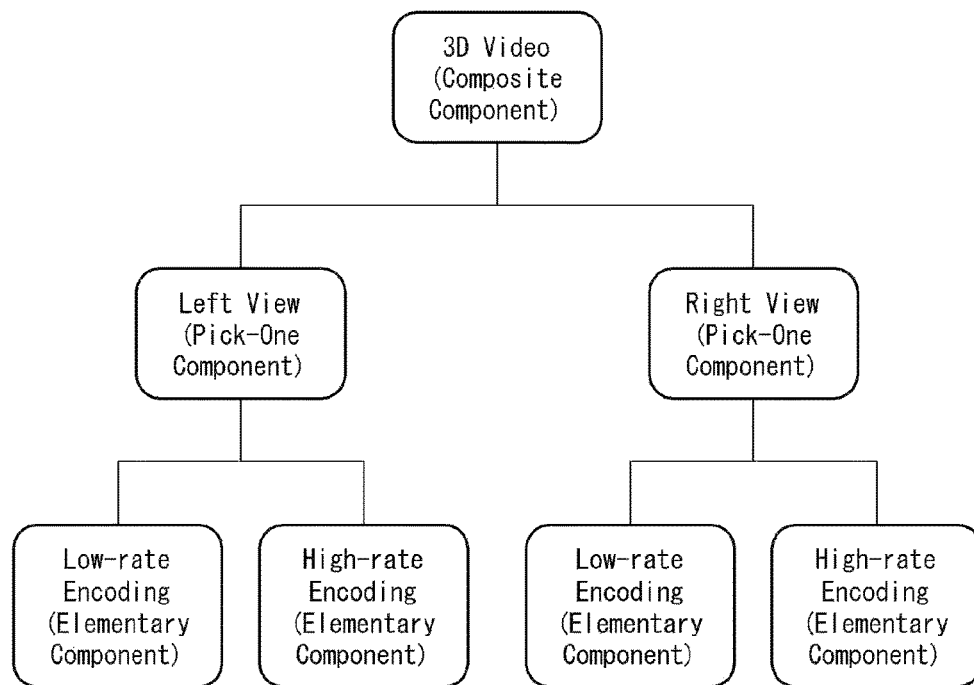 3D Video
(Composite
Component)
Left View
(Pick-One
Component)
Right View
(Pick-One
Component)
Low-rate
Encoding
(Elementary
Component)
High-rate
Encoding
(Elementary
Component)
Low-rate
Encoding
(Elementary
Component)
High-rate
Encoding
(Elementary
Component)